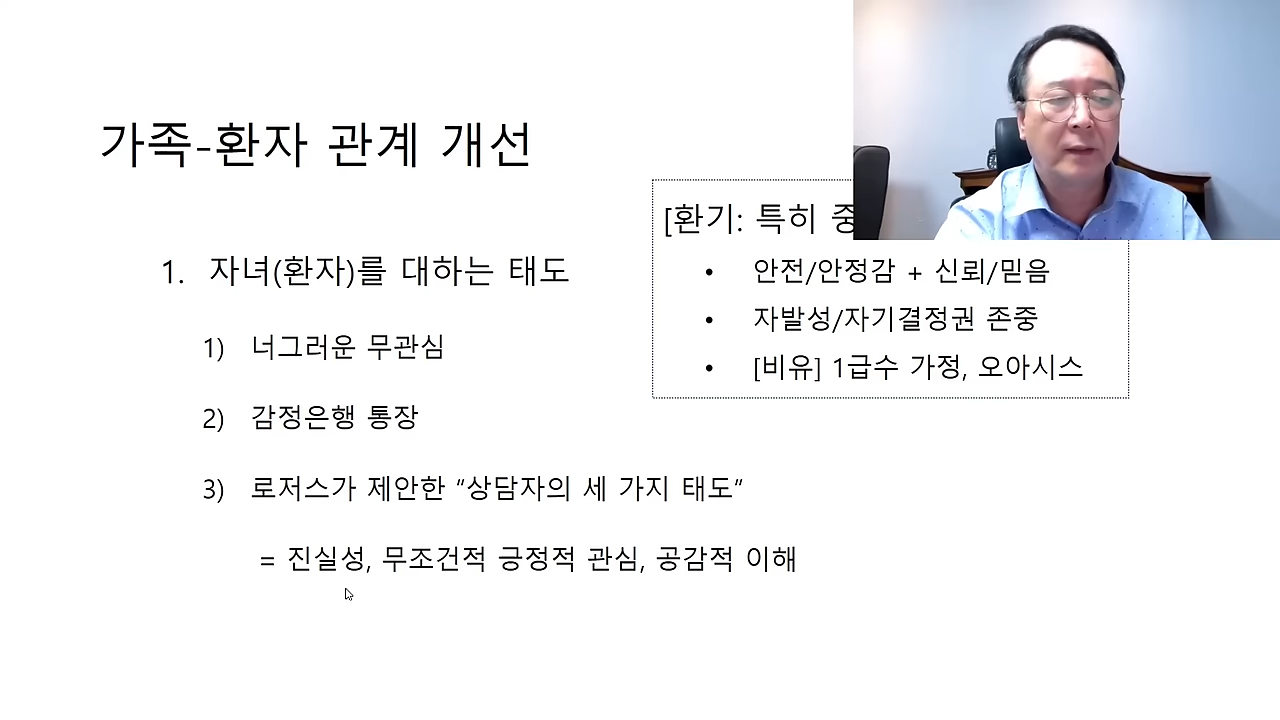 가족-환자 관계 개선
[환기: 특히
• 안전/안정감 + 신뢰/믿음
• 자발성/자기결정권 존중
• [비유] 1급수 가정, 오아시스
1. 자녀(환자)를 대하는 태도
1) 너그러운 무관심
2) 감정은행 통장
3) 로저스가 제안한 “상담자의 세 가지 태도”
= 진실성, 무조건적 긍정적 관심, 공감적 이해